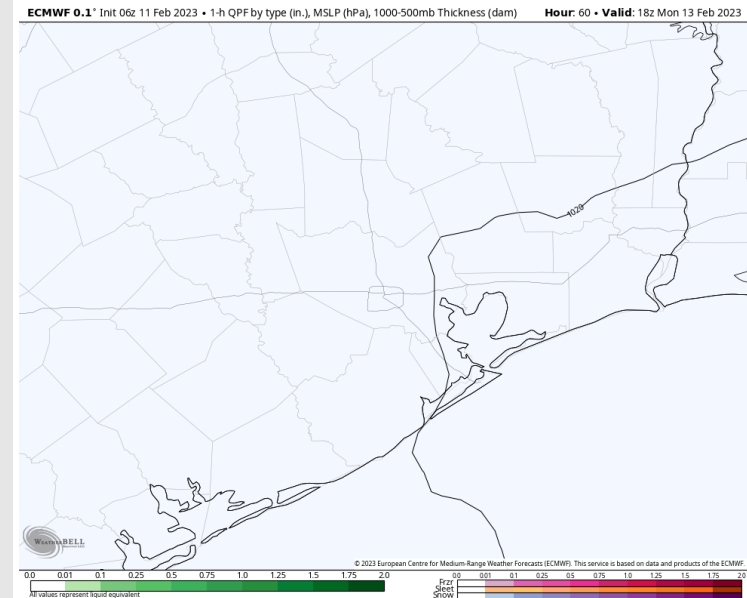 ECMWF 0.1° Init 06z 11 Feb 2023 • 1-h QPF by type (in.), MSLP (hPa), 1000-500mb Thickness (dam) Hour: 60 • Valid: 18z Mon 13 Feb 2023
1020
WEATHERBELL
© 2023 European Centre for Medium-Range Weather Forecasts (ECMWF). This service is based on data and products of the ECMWF.
0.0 0.01 0.1 0.25 0.5 0.75 1.0 1.25 1.5 1.75 2.0
All values represent liquid equivalent
0.0 0.01 0.1 0.25 0.5 0.75 1.0 1.25 1.5 1.75 2.0
Frzr
Sleet
Snow